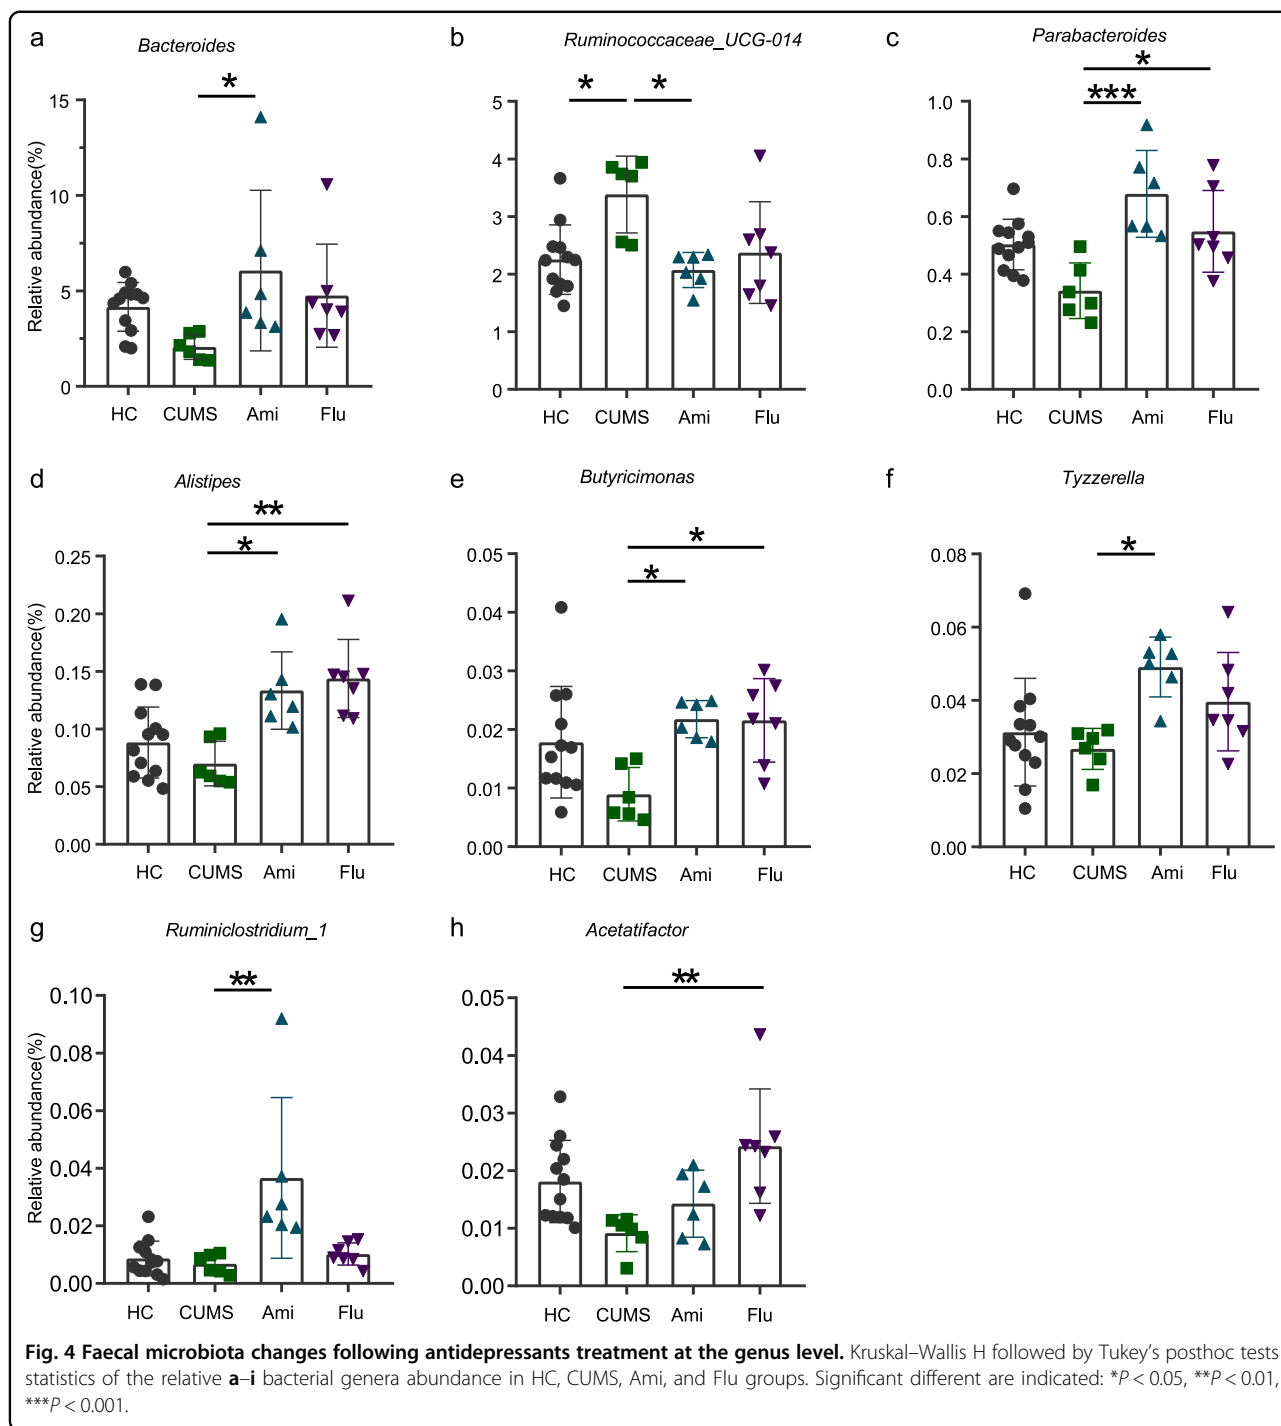 a
Bacteroides
*
Relative abundance(%)
15
10
5
0
HC CUMS Ami Flu
b
Ruminococcaceae_UCG-014
* *
5
4
3
2
1
0
HC CUMS Ami Flu
c
Parabacteroides
*
***
1.0
0.8
0.6
0.4
0.2
0.0
HC CUMS Ami Flu
d
Alistipes
**
*
Relative abundance(%)
0.25
0.20
0.15
0.10
0.05
0.00
HC CUMS Ami Flu
e
Butyricimonas
*
*
0.05
0.04
0.03
0.02
0.01
0.00
HC CUMS Ami Flu
f
Tyzzerella
*
0.08
0.06
0.04
0.02
0.00
HC CUMS Ami Flu
g
Ruminiclostridium_1
**
Relative abundance(%)
0.10
0.08
0.06
0.04
0.02
0.00
HC CUMS Ami Flu
h
Acetatifactor
**
0.05
0.04
0.03
0.02
0.01
0.00
HC CUMS Ami Flu
Fig. 4 Faecal microbiota changes following antidepressants treatment at the genus level. Kruskal–Wallis H followed by Tukey's posthoc tests
statistics of the relative a–i bacterial genera abundance in HC, CUMS, Ami, and Flu groups. Significant different are indicated: *P < 0.05, **P < 0.01,
***P < 0.001.